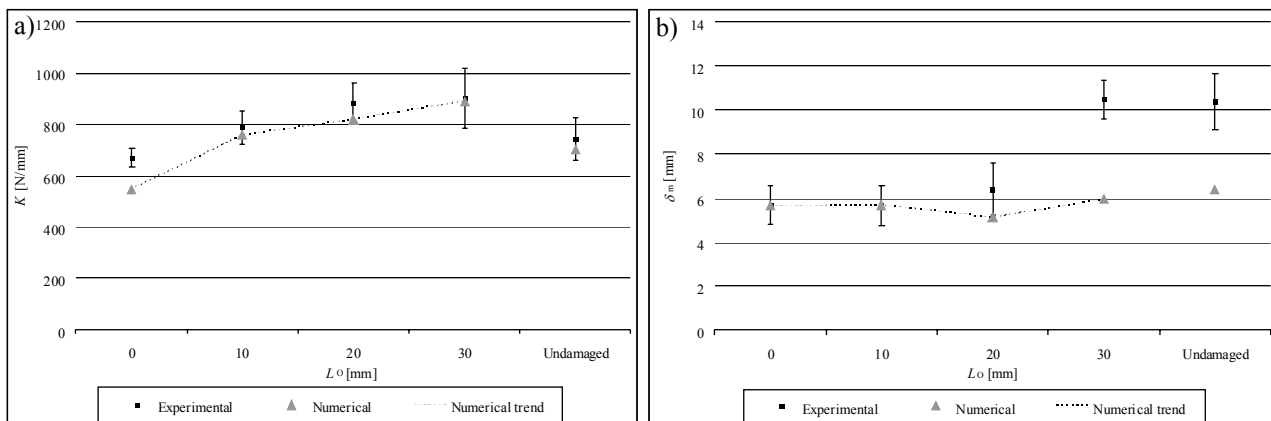 a)
1200
1000
800
600
400
200
0
K [N/mm]
0 10 20 30 Undamaged
LO [mm]
Experimental Numerical Numerical trend
b)
14
12
10
8
6
4
2
0
δm [mm]
0 10 20 30 Undamaged
LO [mm]
Experimental Numerical Numerical trend